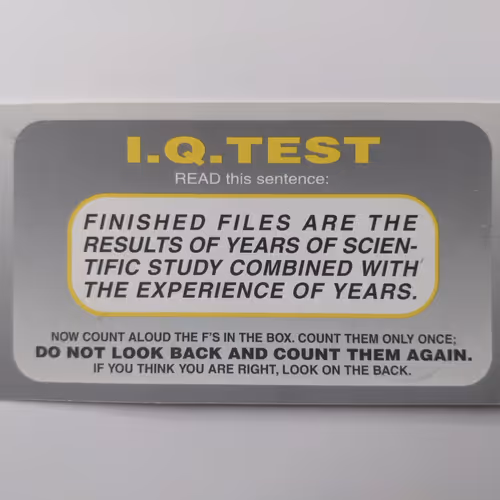 I.Q.TEST
READ this sentence:
FINISHED FILES ARE THE
RESULTS OF YEARS OF SCIEN-
TIFIC STUDY COMBINED WITH
THE EXPERIENCE OF YEARS.
NOW COUNT ALOUD THE F'S IN THE BOX. COUNT THEM ONLY ONCE;
DO NOT LOOK BACK AND COUNT THEM AGAIN.
IF YOU THINK YOU ARE RIGHT, LOOK ON THE BACK.